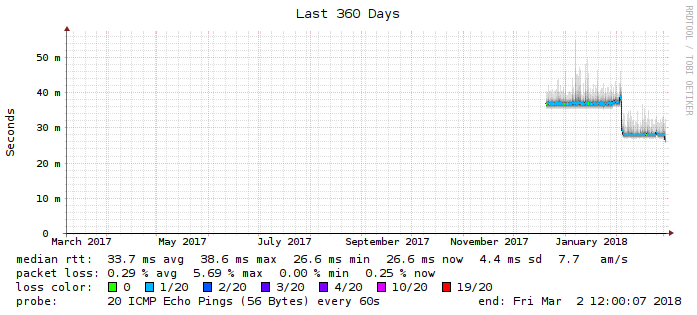 Last 360 Days
RRDTOOL / TOBI OETIKER
Seconds
50 m
40 m
30 m
20 m
10 m
0
March 2017 May 2017 July 2017 September 2017 November 2017 January 2018
median rtt: 33.7 ms avg 38.6 ms max 26.6 ms min 26.6 ms now 4.4 ms sd 7.7 am/s
packet loss: 0.29 % avg 5.69 % max 0.00 % min 0.25 % now
loss color: 0 1/20 2/20 3/20 4/20 10/20 19/20
probe: 20 ICMP Echo Pings (56 Bytes) every 60s end: Fri Mar 2 12:00:07 2018